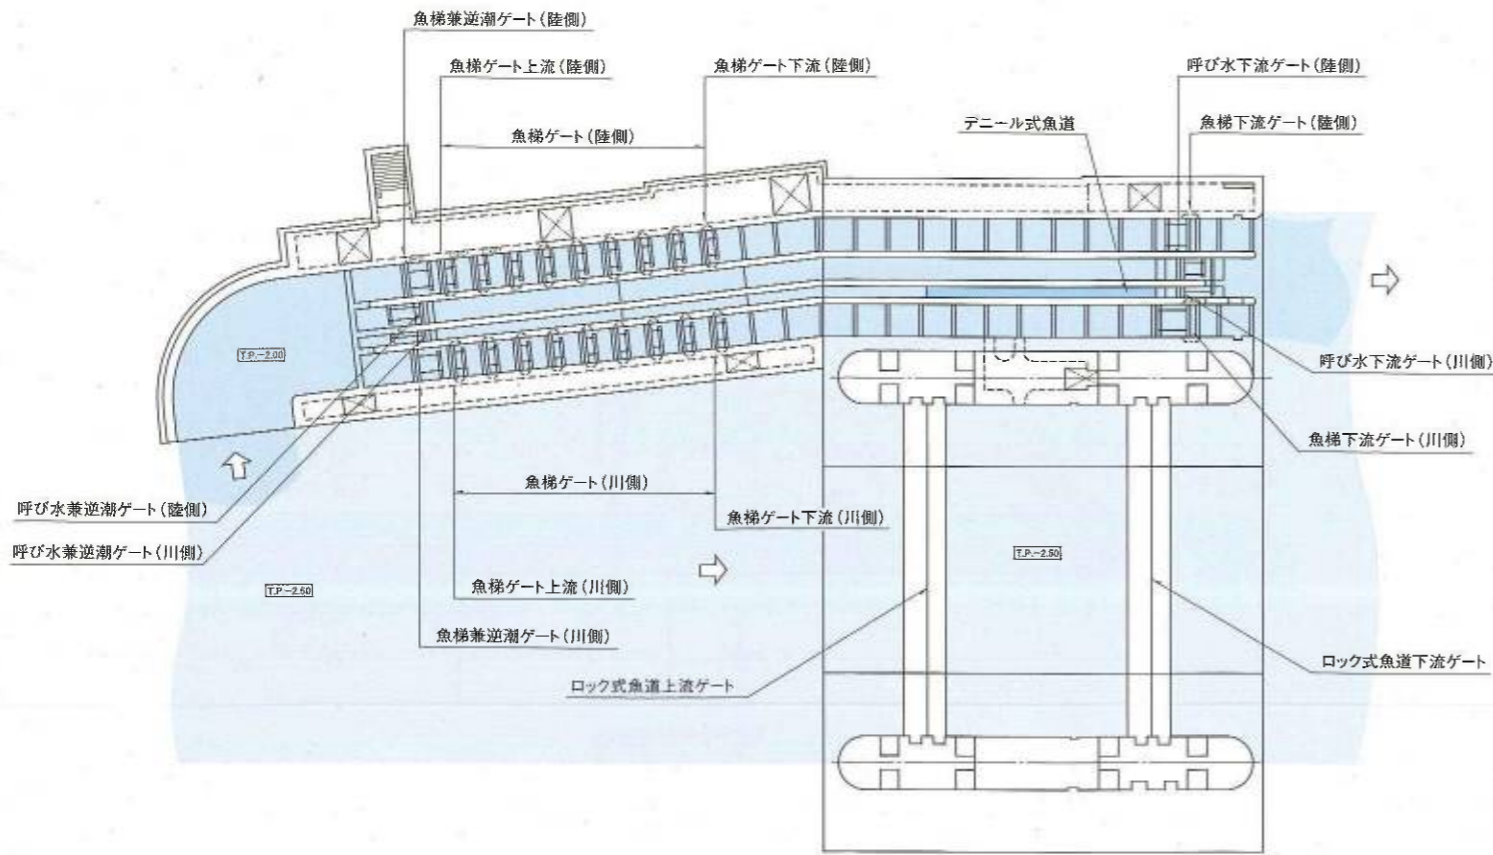 魚梯兼逆潮ゲート(陸側)
魚梯ゲート上流(陸側)
魚梯ゲート下流(陸側)
呼び水下流ゲート(陸側)
デニール式魚道
魚梯下流ゲート(陸側)
魚梯ゲート(陸側)
T.P.-2.00
呼び水下流ゲート(川側)
魚梯下流ゲート(川側)
魚梯ゲート(川側)
呼び水兼逆潮ゲート(陸側)
魚梯ゲート下流(川側)
呼び水兼逆潮ゲート(川側)
T.P.-2.50
T.P.-2.50
魚梯ゲート上流(川側)
魚梯兼逆潮ゲート(川側)
ロック式魚道上流ゲート
ロック式魚道下流ゲート